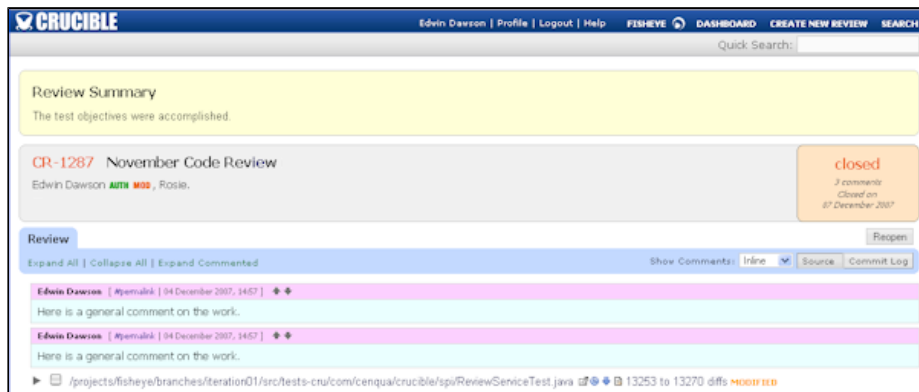 CRUCIBLE
Edwin Dawson | Profile | Logout | Help FISHEYE DASHBOARD CREATE NEW REVIEW SEARCH
Quick Search:
Review Summary
The test objectives were accomplished.
CR-1287 November Code Review
Edwin Dawson AUTH MOD , Rosie.
closed
3 comments
Closed on
07 December 2007
Review
Reopen
Expand All | Collapse All | Expand Commented
Show Comments: Inline Source Commit Log
Edwin Dawson [ #permalink | 04 December 2007, 14:57 ]
Here is a general comment on the work.
Edwin Dawson [ #permalink | 04 December 2007, 14:57 ]
Here is a general comment on the work.
/projects/fisheye/branches/iteration01/src/tests-cru/com/cenqua/crucible/spi/ReviewServiceTest.java 13253 to 13270 diffs MODIFIED